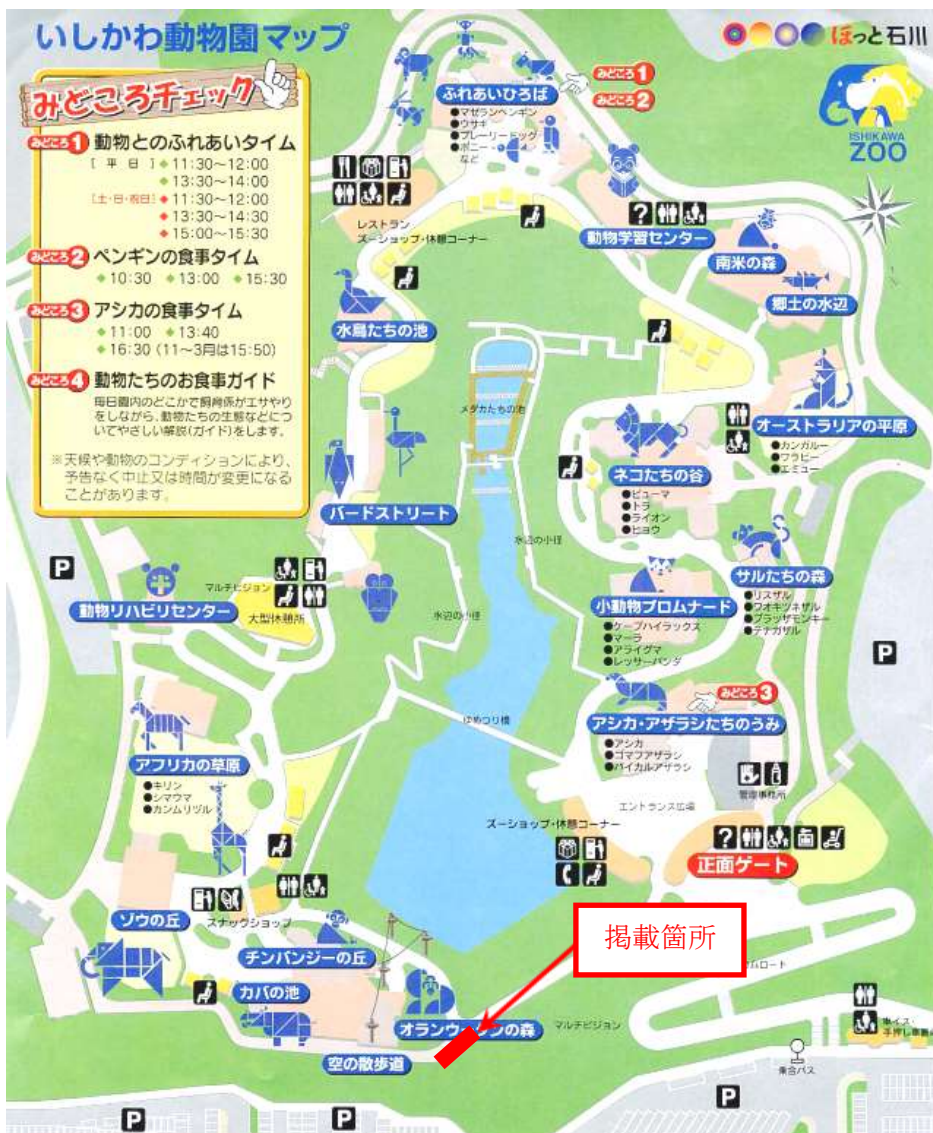 いしかわ動物園マップ
ほっと石川
ISHIKAWA
ZOO
みどころチェック
みどころ1 動物とのふれあいタイム
[平日]◆11:30〜12:00
◆13:30〜14:00
[土・日・祝日]◆11:30〜12:00
◆13:30〜14:30
◆15:00〜15:30
みどころ2 ペンギンの食事タイム
◆10:30 ◆13:00 ◆15:30
みどころ3 アシカの食事タイム
◆11:00 ◆13:40
◆16:30 (11〜3月は15:50)
みどころ4 動物たちのお食事ガイド
毎日園内のどこかで飼育係がエサやり
をしながら、動物たちの生態などにつ
いてやさしい解説(ガイド)をします。
※天候や動物のコンディションにより、
予告なく中止又は時間が変更になる
ことがあります。
みどころ1
みどころ2
ふれあいひろば
●マゼランペンギン
●ウサギ
●プレーリードッグ
●ポニー
など
レストラン
ズーショップ・休憩コーナー
?
動物学習センター
南米の森
郷土の水辺
水鳥たちの池
メダカたちの池
オーストラリアの平原
●カンガルー
●ワラビー
●エミュー
ネコたちの谷
●ピューマ
●トラ
●ライオン
●ヒョウ
バードストリート
水辺の小径
P
動物リハビリセンター
マルチビジョン
大型休憩所
水辺の小径
小動物プロムナード
●ケープハイラックス
●マーラ
●アライグマ
●レッサーパンダ
サルたちの森
●リスザル
●ワオキツネザル
●ブラッザモンキー
●テナガザル
P
みどころ3
アシカ・アザラシたちのうみ
●アシカ
●ゴマフアザラシ
●バイカルアザラシ
ゆめつり橋
アフリカの草原
●キリン
●シマウマ
●カンムリヅル
管理事務所
エントランス広場
ズーショップ・休憩コーナー
?
正面ゲート
スナックショップ
ゾウの丘
チンパンジーの丘
カバの池
掲載箇所
マルチビジョン
空の散歩道
乗合バス
P
P
P